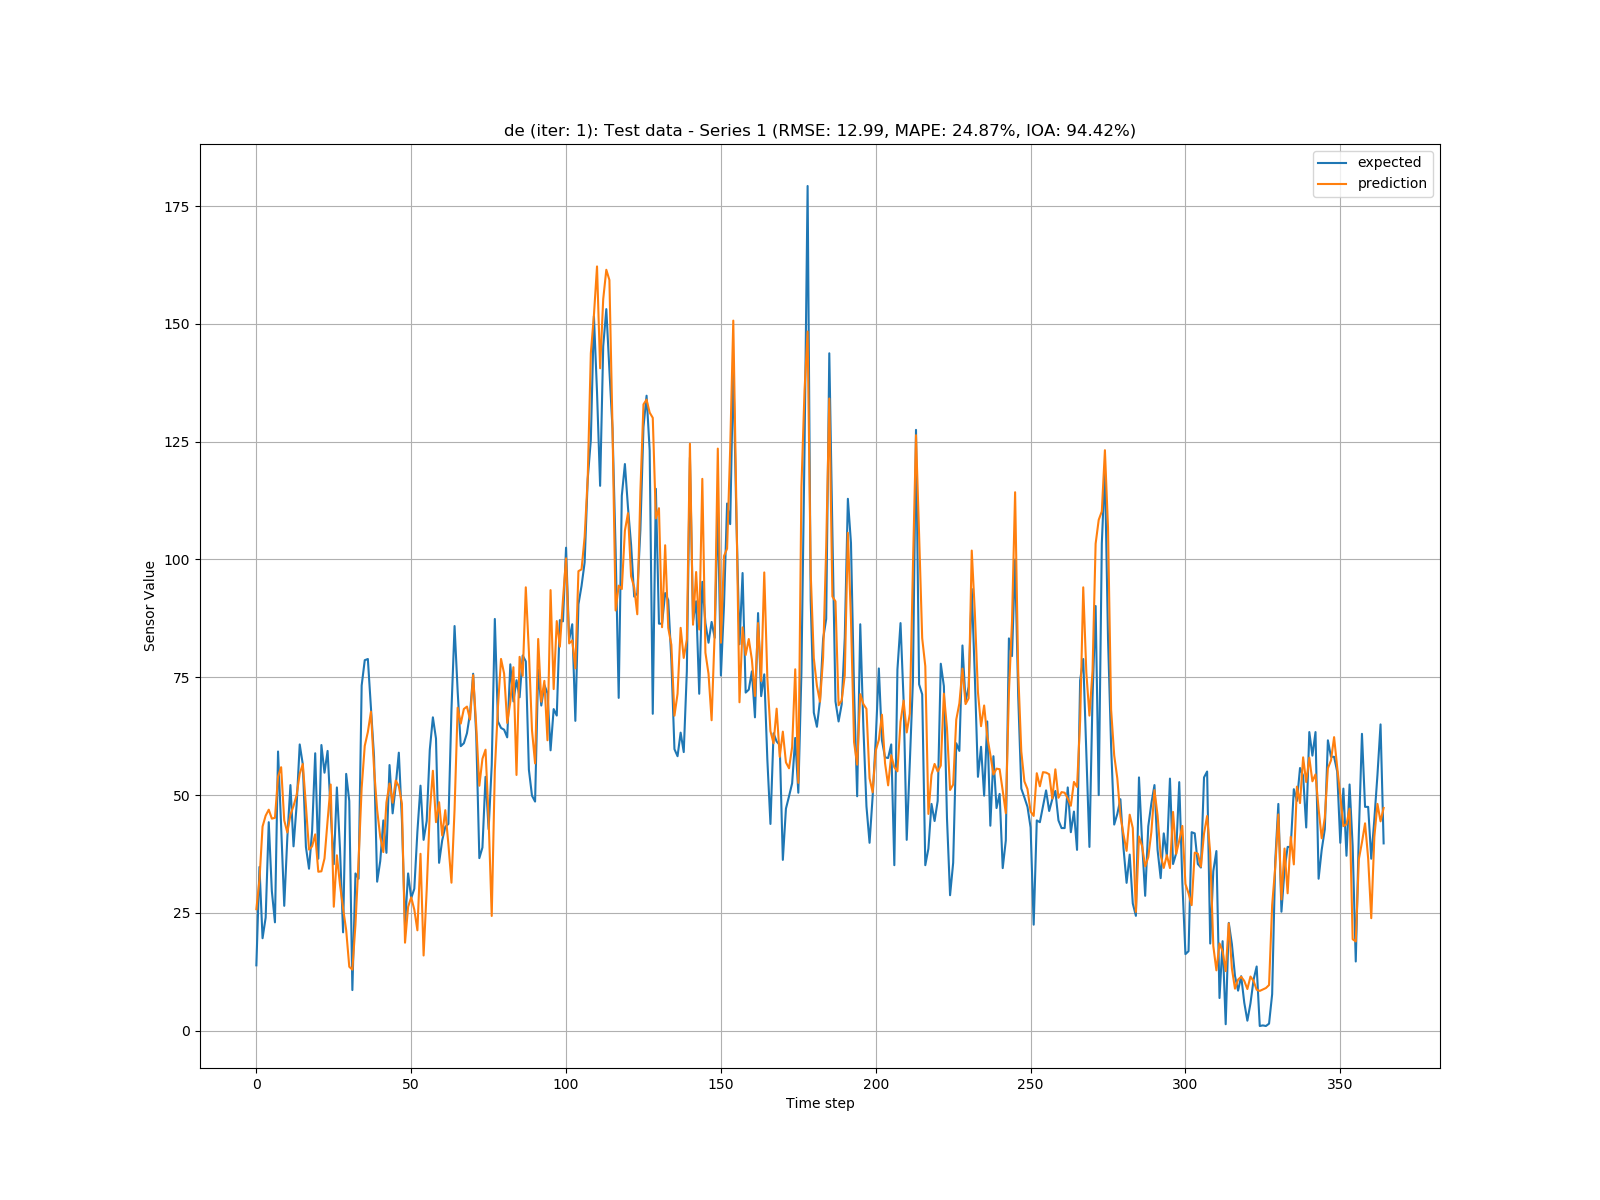 de (iter: 1): Test data - Series 1 (RMSE: 12.99, MAPE: 24.87%, IOA: 94.42%)
expected
prediction
175
150
125
100
75
50
25
0
Sensor Value
0 50 100 150 200 250 300 350
Time step